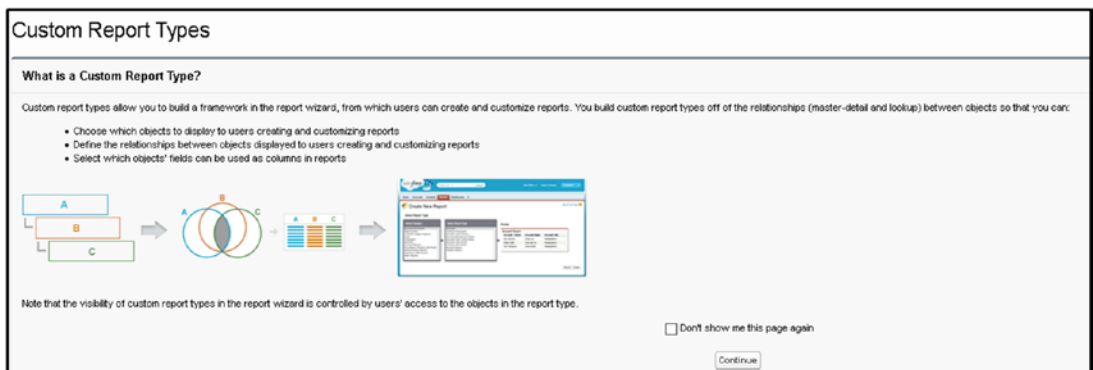 Custom Report Types
What is a Custom Report Type?
Custom report types allow you to build a framework in the report wizard, from which users can create and customize reports. You build custom report types off of the relationships (master-detail and lookup) between objects so that you can:
• Choose which objects to display to users creating and customizing reports
• Define the relationships between objects displayed to users creating and customizing reports
• Select which objects' fields can be used as columns in reports
A
B
C
A B C
A B C
Create New Report
Note that the visibility of custom report types in the report wizard is controlled by users' access to the objects in the report type.
Don't show me this page again
Continue